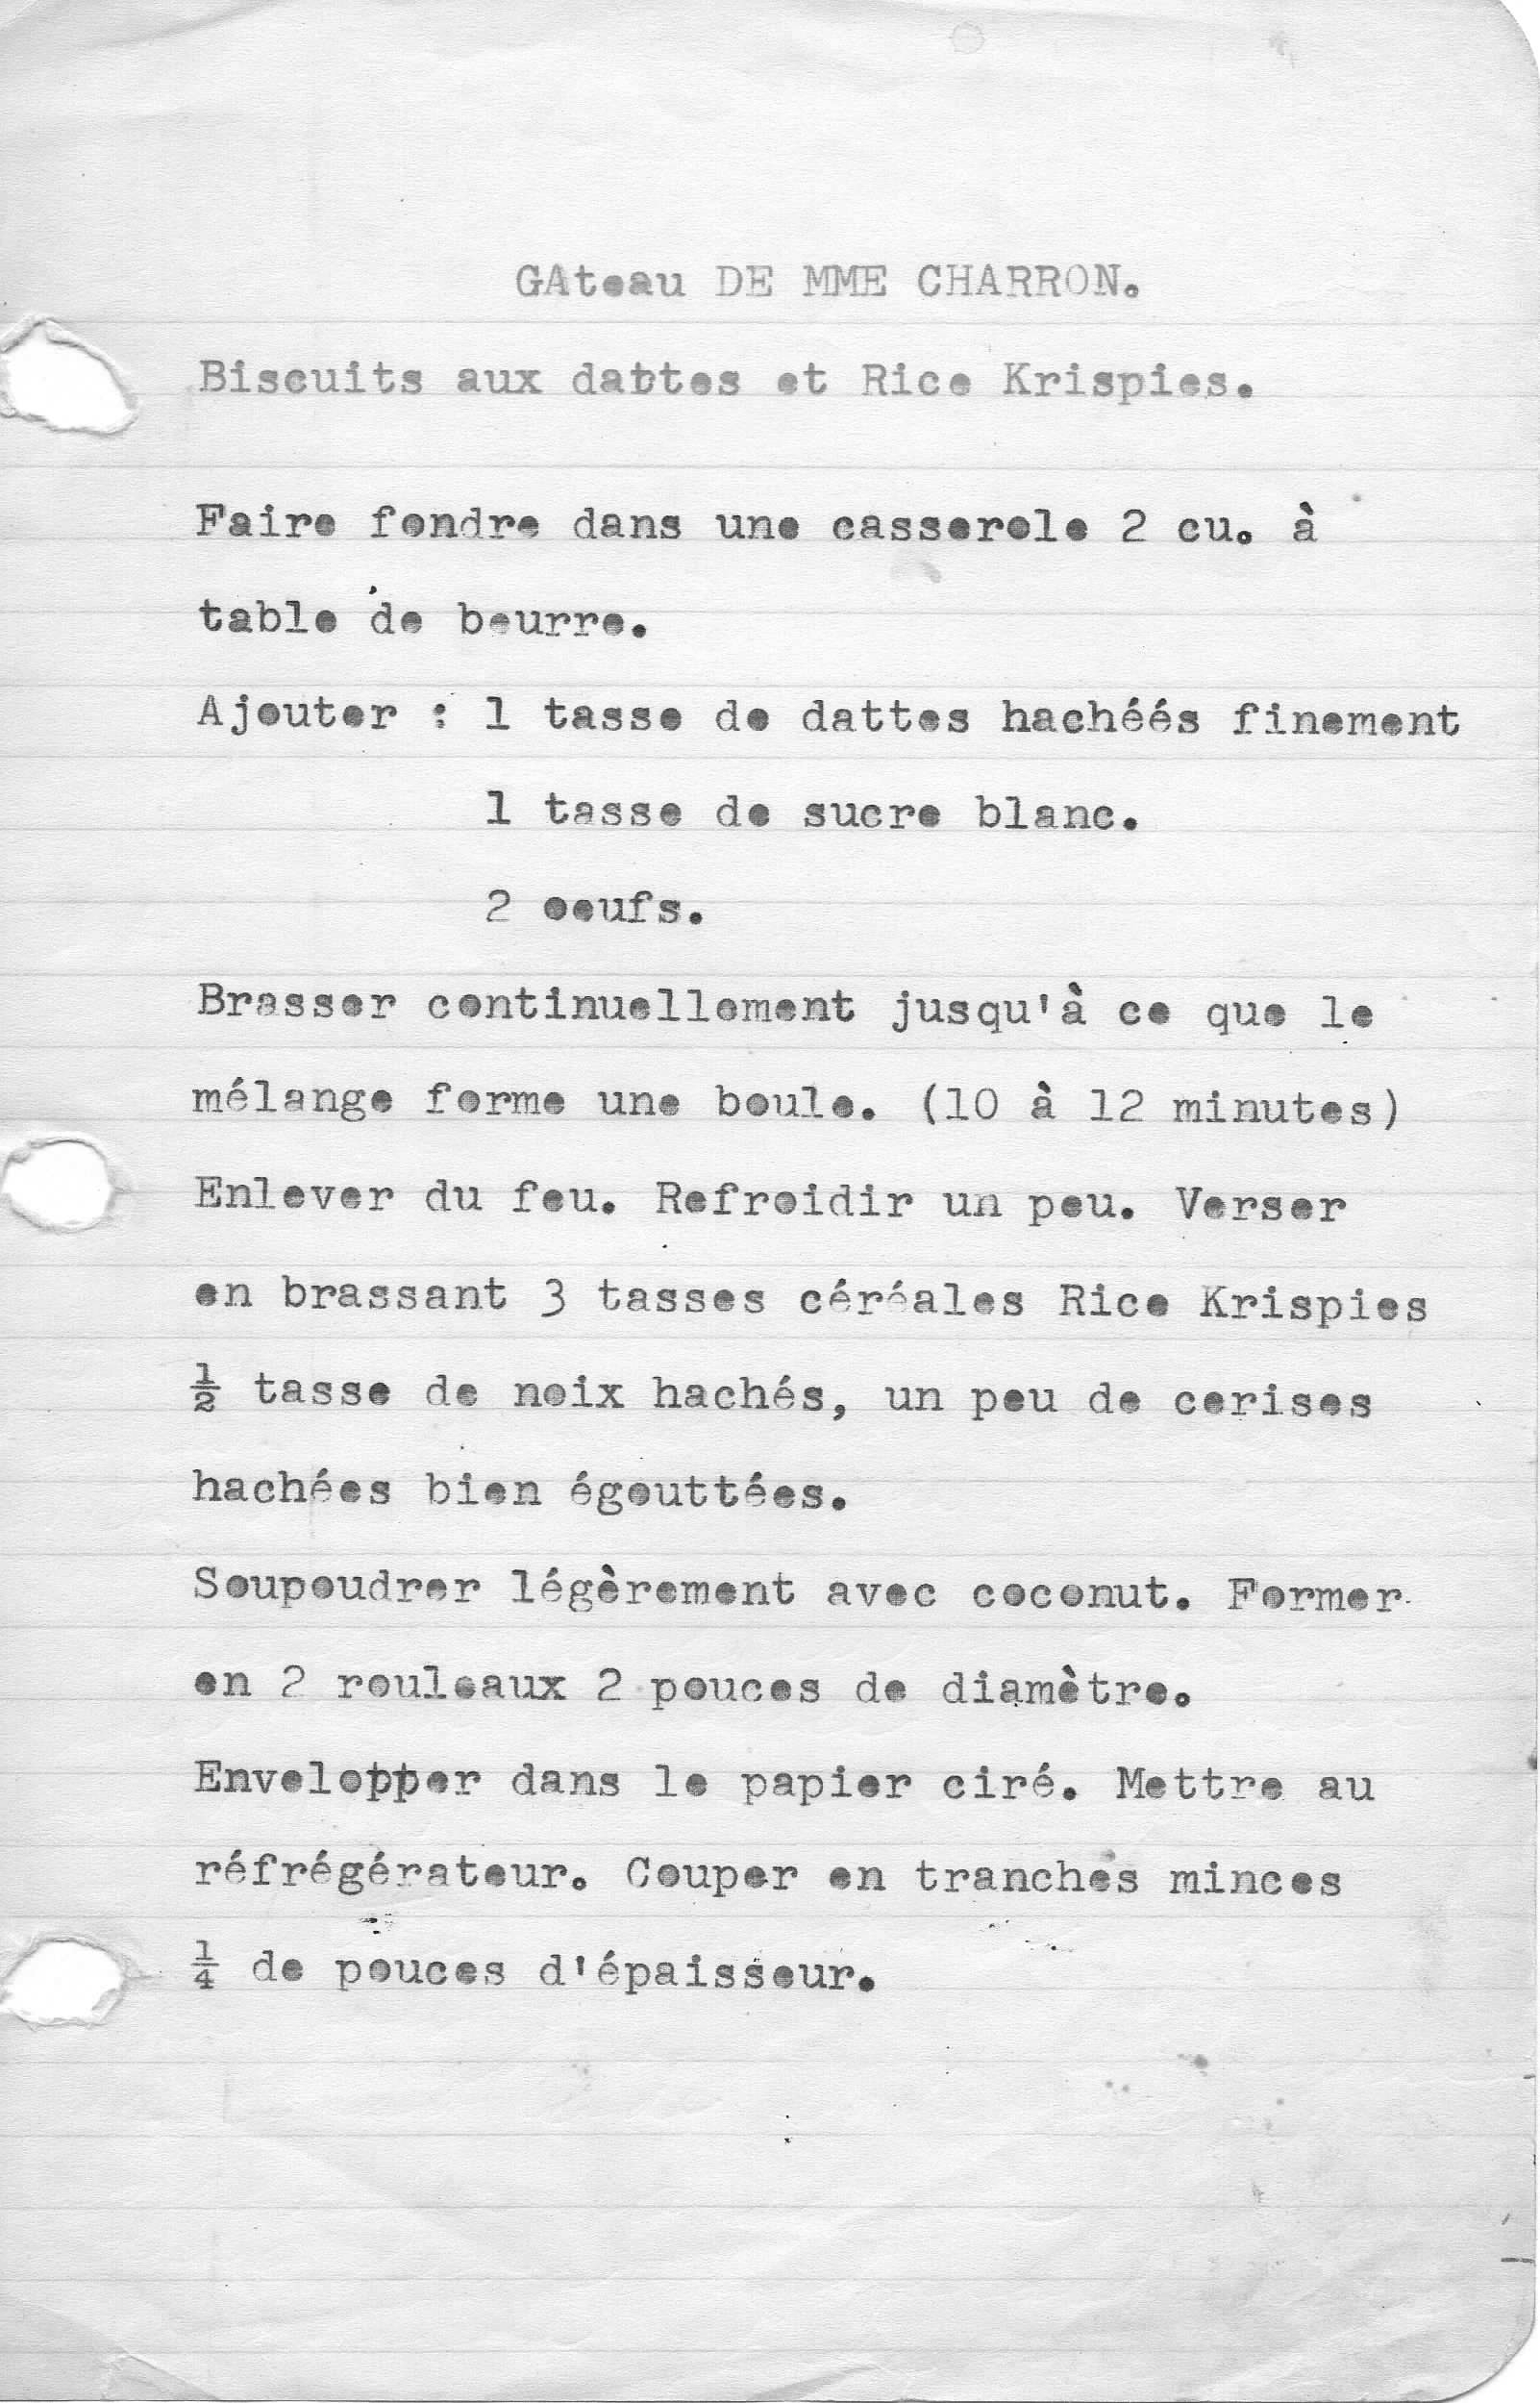 GAteau DE MME CHARRON.
Biscuits aux dattes et Rice Krispies.
Faire fondre dans une casserole 2 cu. à
table de beurre.
Ajouter : 1 tasse de dattes hachéés finement
1 tasse de sucre blanc.
2 oeufs.
Brasser continuellement jusqu'à ce que le
mélange forme une boule. (10 à 12 minutes)
Enlever du feu. Refroidir un peu. Verser
en brassant 3 tasses céréales Rice Krispies
½ tasse de noix hachés, un peu de cerises
hachées bien égouttées.
Soupoudrer légèrement avec coconut. Former
en 2 rouleaux 2 pouces de diamètre.
Envelopper dans le papier ciré. Mettre au
réfrégérateur. Couper en tranches minces
¼ de pouces d'épaisseur.